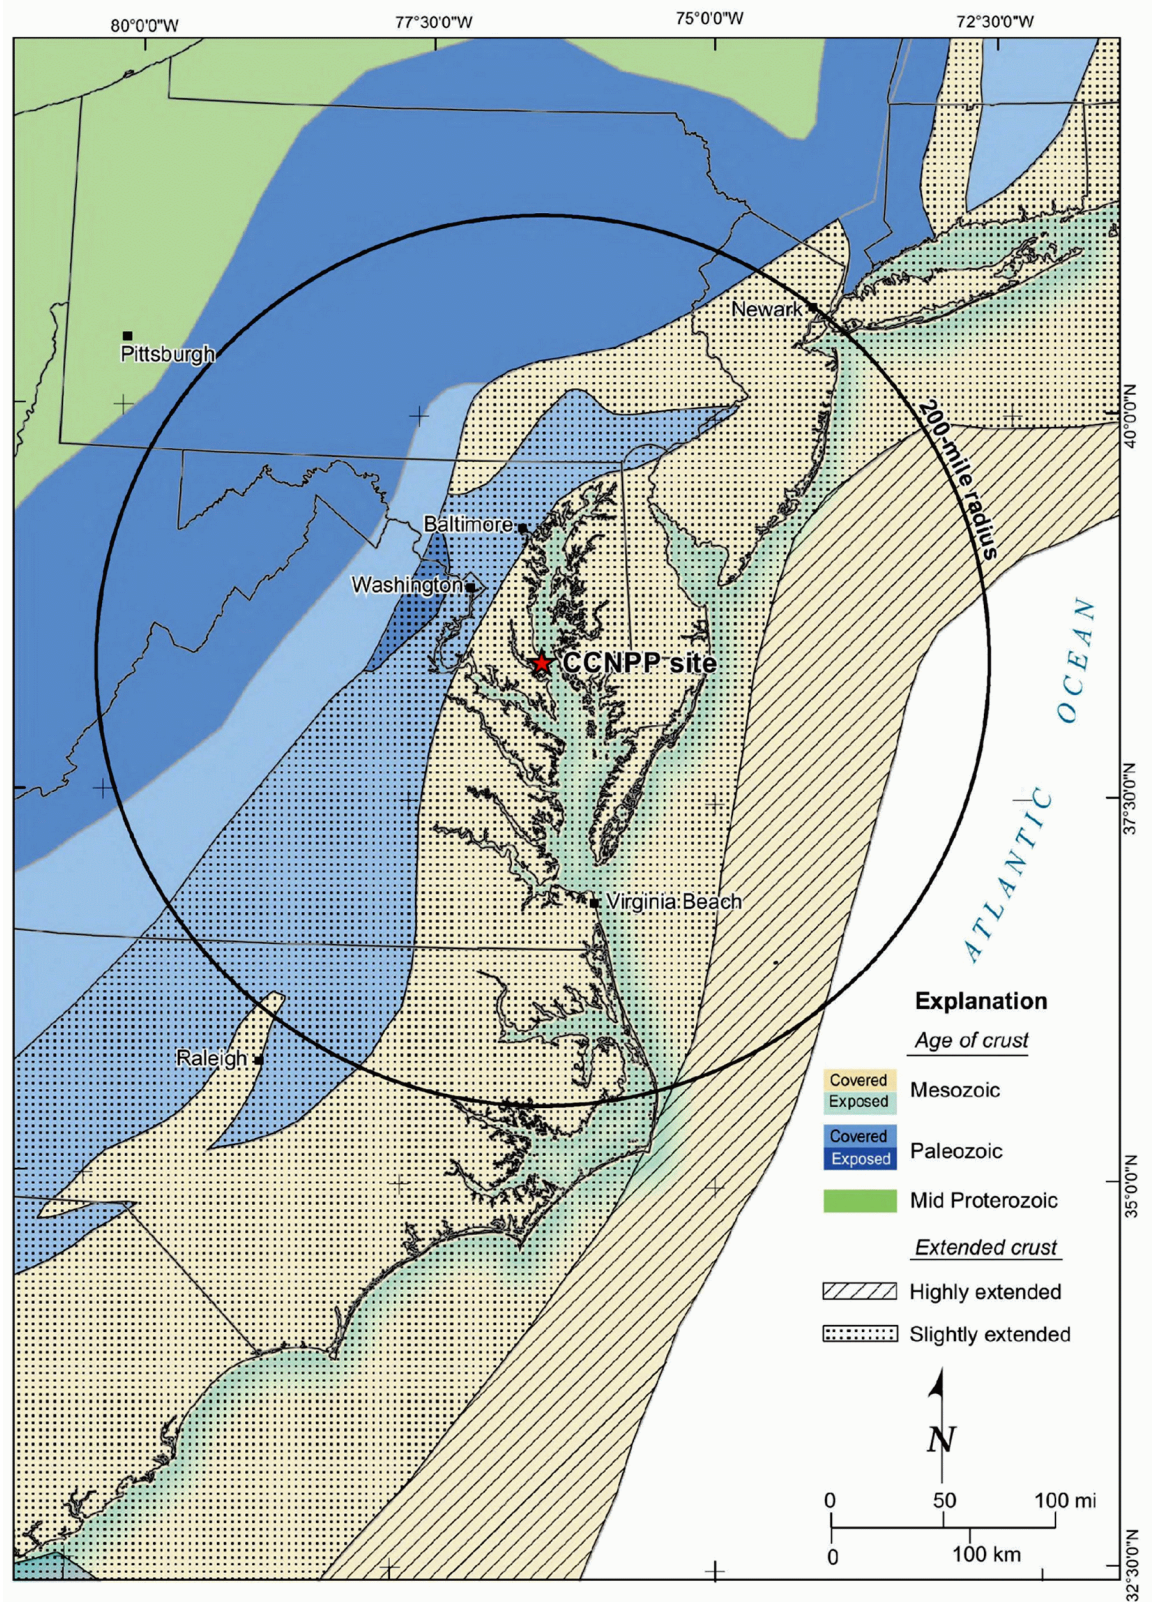 80°0'0"W
77°30'0"W
75°0'0"W
72°30'0"W
Newark
Pittsburgh
40°0'0"N
200-mile radius
Baltimore
Washington
CCNPP site
ATLANTIC OCEAN
37°30'0"N
Virginia Beach
Raleigh
Explanation
Age of crust
Covered
Exposed
Mesozoic
Covered
Exposed
Paleozoic
Mid Proterozoic
35°0'0"N
Extended crust
Highly extended
Slightly extended
N
0 50 100 mi
0 100 km
32°30'0"N